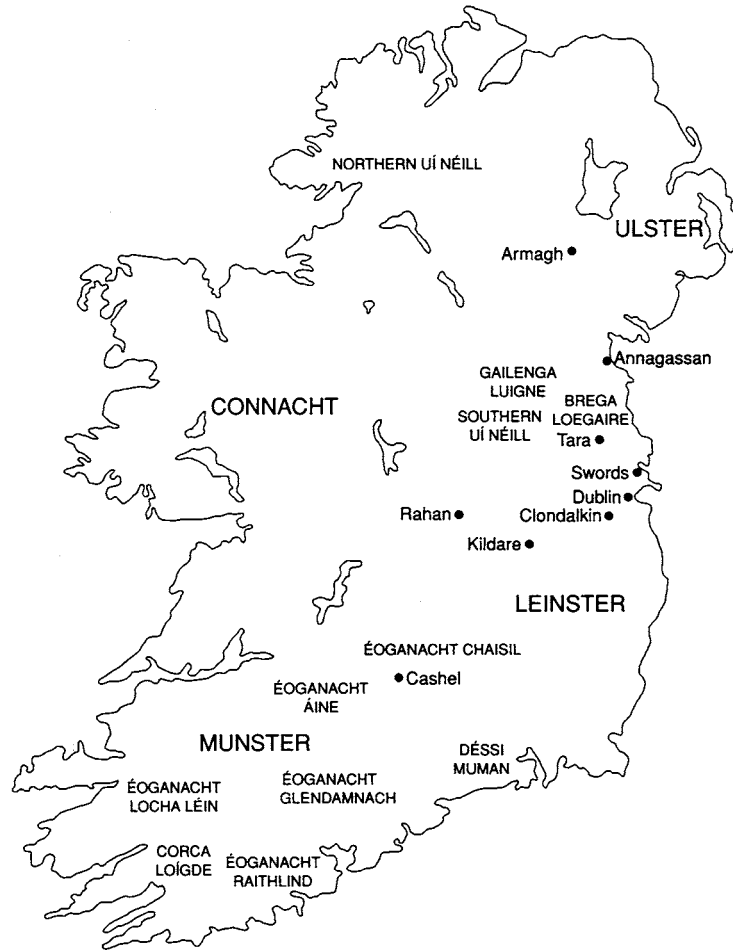 NORTHERN UÍ NÉILL
ULSTER
Armagh
Annagassan
GAILENGA
LUIGNE
BREGA
LOEGAIRE
CONNACHT
SOUTHERN
UÍ NÉILL
Tara
Swords
Dublin
Rahan
Clondalkin
Kildare
LEINSTER
ÉOGANACHT CHAISIL
Cashel
ÉOGANACHT
ÁINE
MUNSTER
DÉSSI
MUMAN
ÉOGANACHT
LOCHA LÉIN
ÉOGANACHT
GLENDAMNACH
CORCA
LOÍGDE
ÉOGANACHT
RAITHLIND